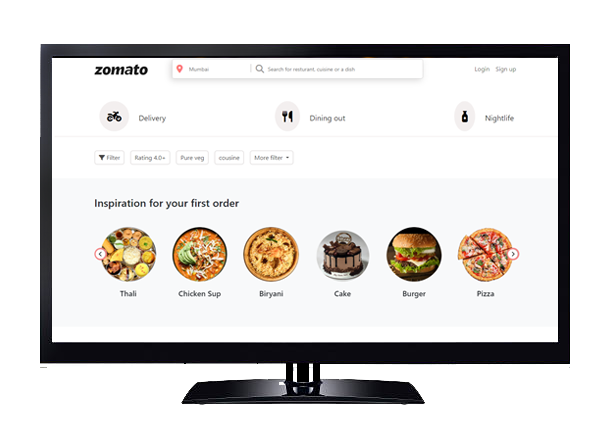 zomato
Mumbai
Search for resturant, cuisine or a dish
Login Sign up
Delivery
Dining out
Nightlife
Filter
Rating 4.0+
Pure veg
cousine
More filter
Inspiration for your first order
Thali
Chicken Sup
Biryani
Cake
Burger
Pizza